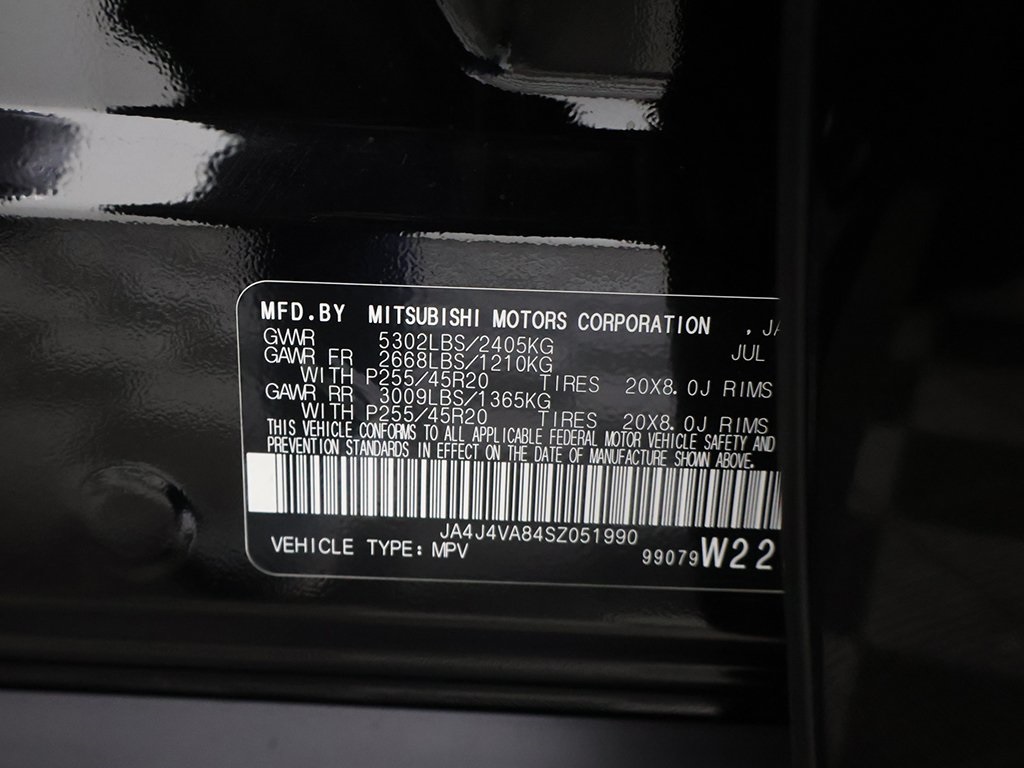 MFD.BY MITSUBISHI MOTORS CORPORATION , JA
JUL
GVWR 5302LBS/2405KG
GAWR FR 2668LBS/1210KG
WITH P255/45R20 TIRES 20X8.0J RIMS
GAWR RR 3009LBS/1365KG
WITH P255/45R20 TIRES 20X8.0J RIMS
THIS VEHICLE CONFORMS TO ALL APPLICABLE FEDERAL MOTOR VEHICLE SAFETY AND
PREVENTION STANDARDS IN EFFECT ON THE DATE OF MANUFACTURE SHOWN ABOVE.
JA4J4VA84SZ051990
VEHICLE TYPE: MPV 99079 W22